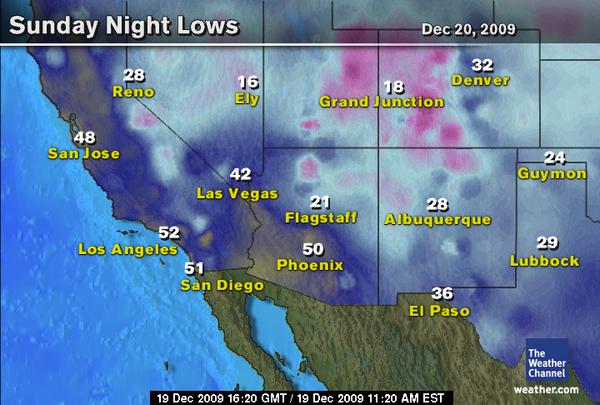 Sunday Night Lows
Dec 20, 2009
28
Reno
16
Ely
18
Grand Junction
32
Denver
48
San Jose
42
Las Vegas
21
Flagstaff
28
Albuquerque
24
Guymon
52
Los Angeles
50
Phoenix
29
Lubbock
51
San Diego
36
El Paso
The
Weather
Channel
weather.com
19 Dec 2009 16:20 GMT / 19 Dec 2009 11:20 AM EST